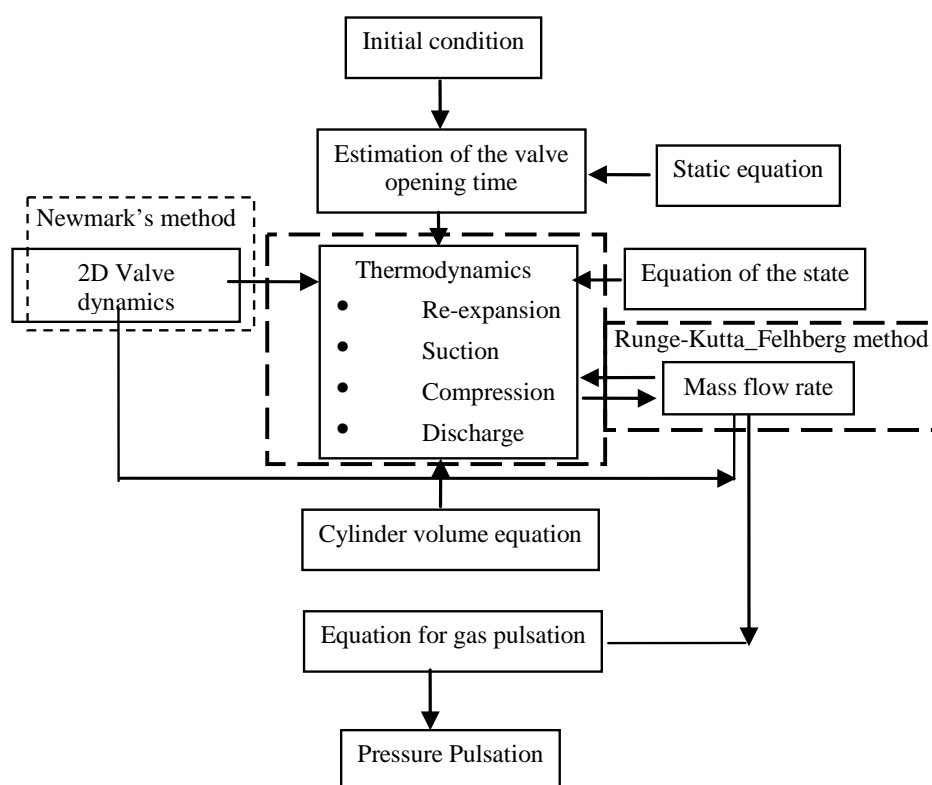 Initial condition
Estimation of the valve
opening time
Static equation
Newmark’s method
2D Valve
dynamics
Thermodynamics
• Re-expansion
• Suction
• Compression
• Discharge
Equation of the state
Runge-Kutta_Felhberg method
Mass flow rate
Cylinder volume equation
Equation for gas pulsation
Pressure Pulsation